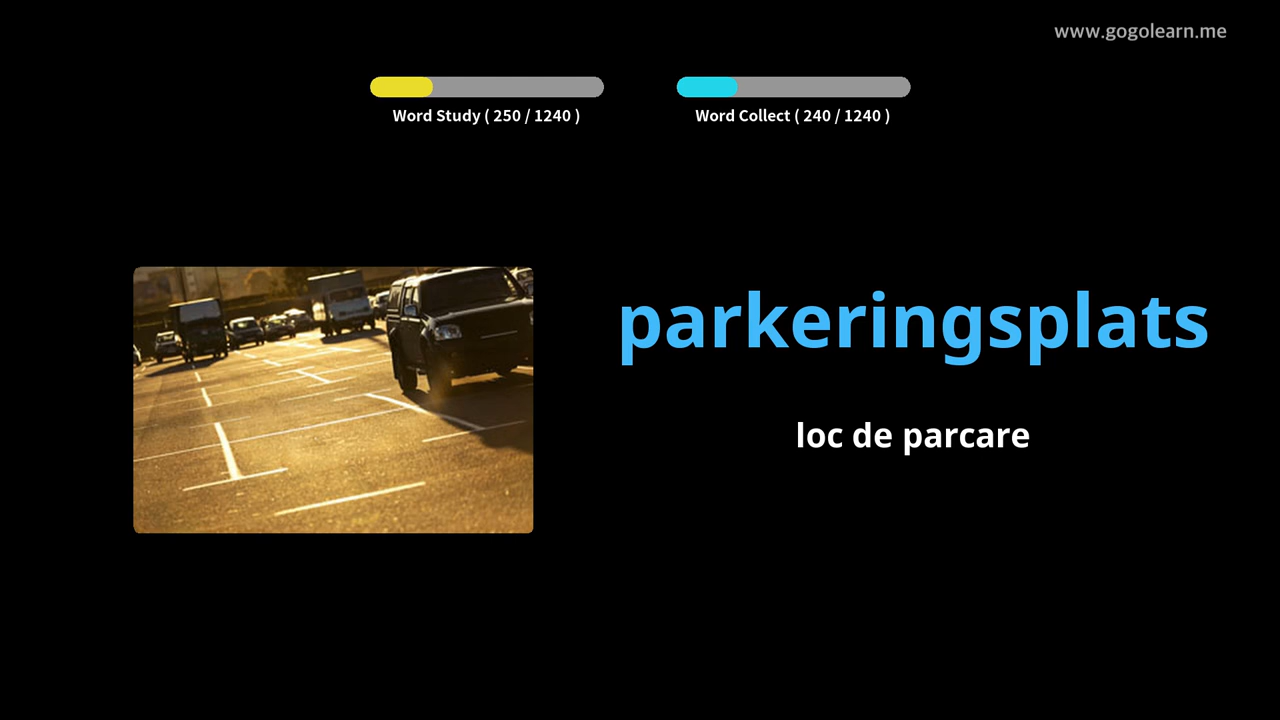 www.gogolearn.me
Word Study ( 250 / 1240 )
Word Collect ( 240 / 1240 )
parkeringsplats
loc de parcare